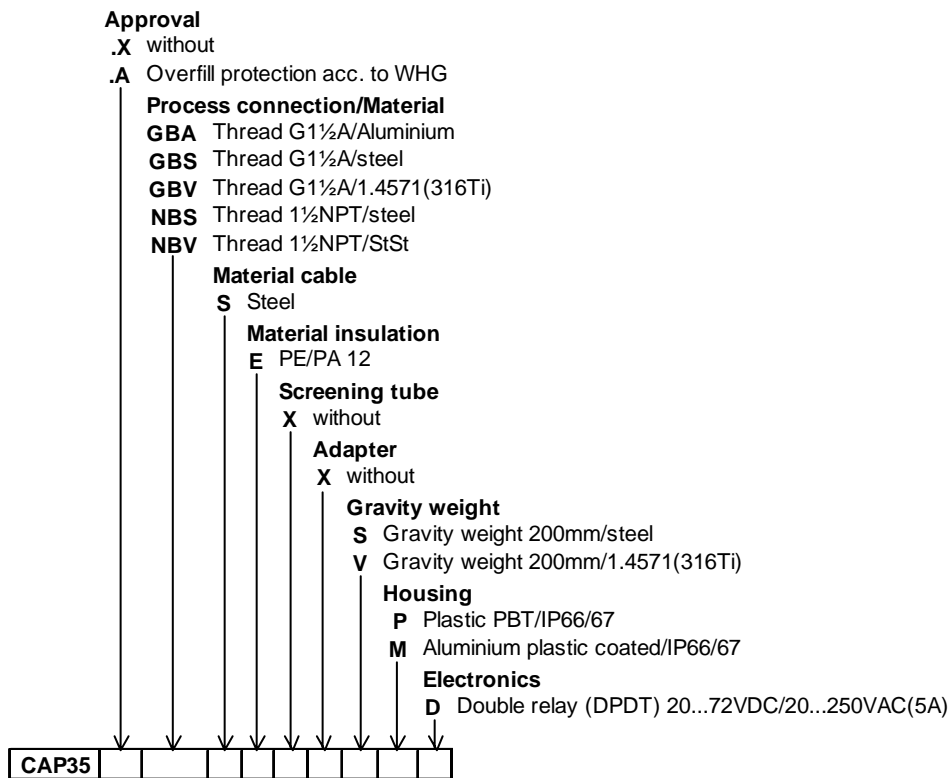 Approval
.X without
.A Overfill protection acc. to WHG
Process connection/Material
GBA Thread G1½A/Aluminium
GBS Thread G1½A/steel
GBV Thread G1½A/1.4571(316Ti)
NBS Thread 1½NPT/steel
NBV Thread 1½NPT/StSt
Material cable
S Steel
Material insulation
E PE/PA 12
Screening tube
X without
Adapter
X without
Gravity weight
S Gravity weight 200mm/steel
V Gravity weight 200mm/1.4571(316Ti)
Housing
P Plastic PBT/IP66/67
M Aluminium plastic coated/IP66/67
Electronics
D Double relay (DPDT) 20...72VDC/20...250VAC(5A)
CAP35